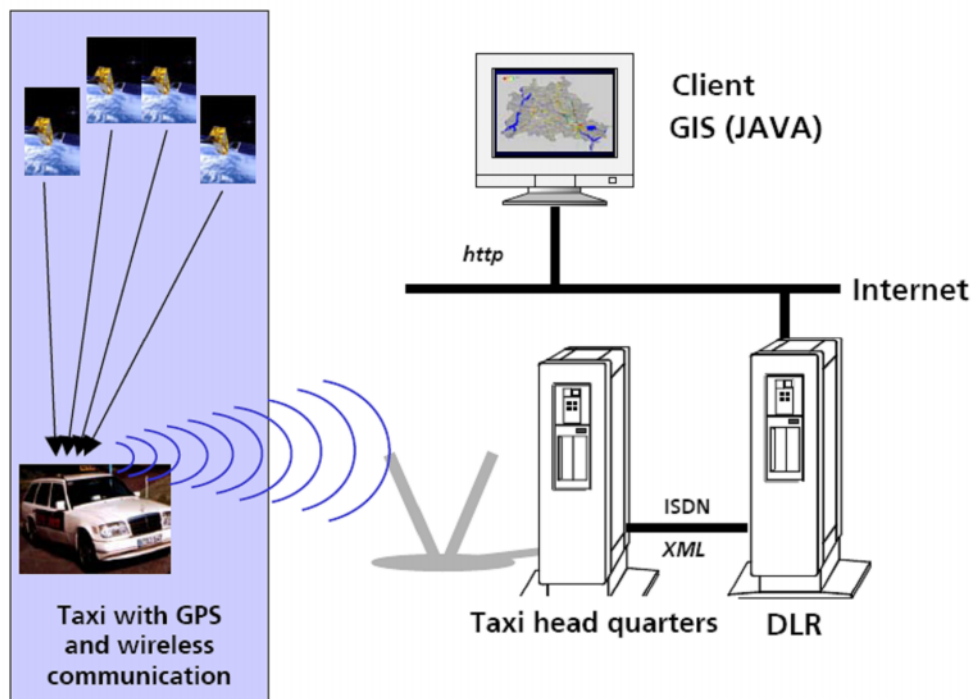 Client
GIS (JAVA)
http
Internet
ISDN
XML
Taxi head quarters
DLR
Taxi with GPS
and wireless
communication